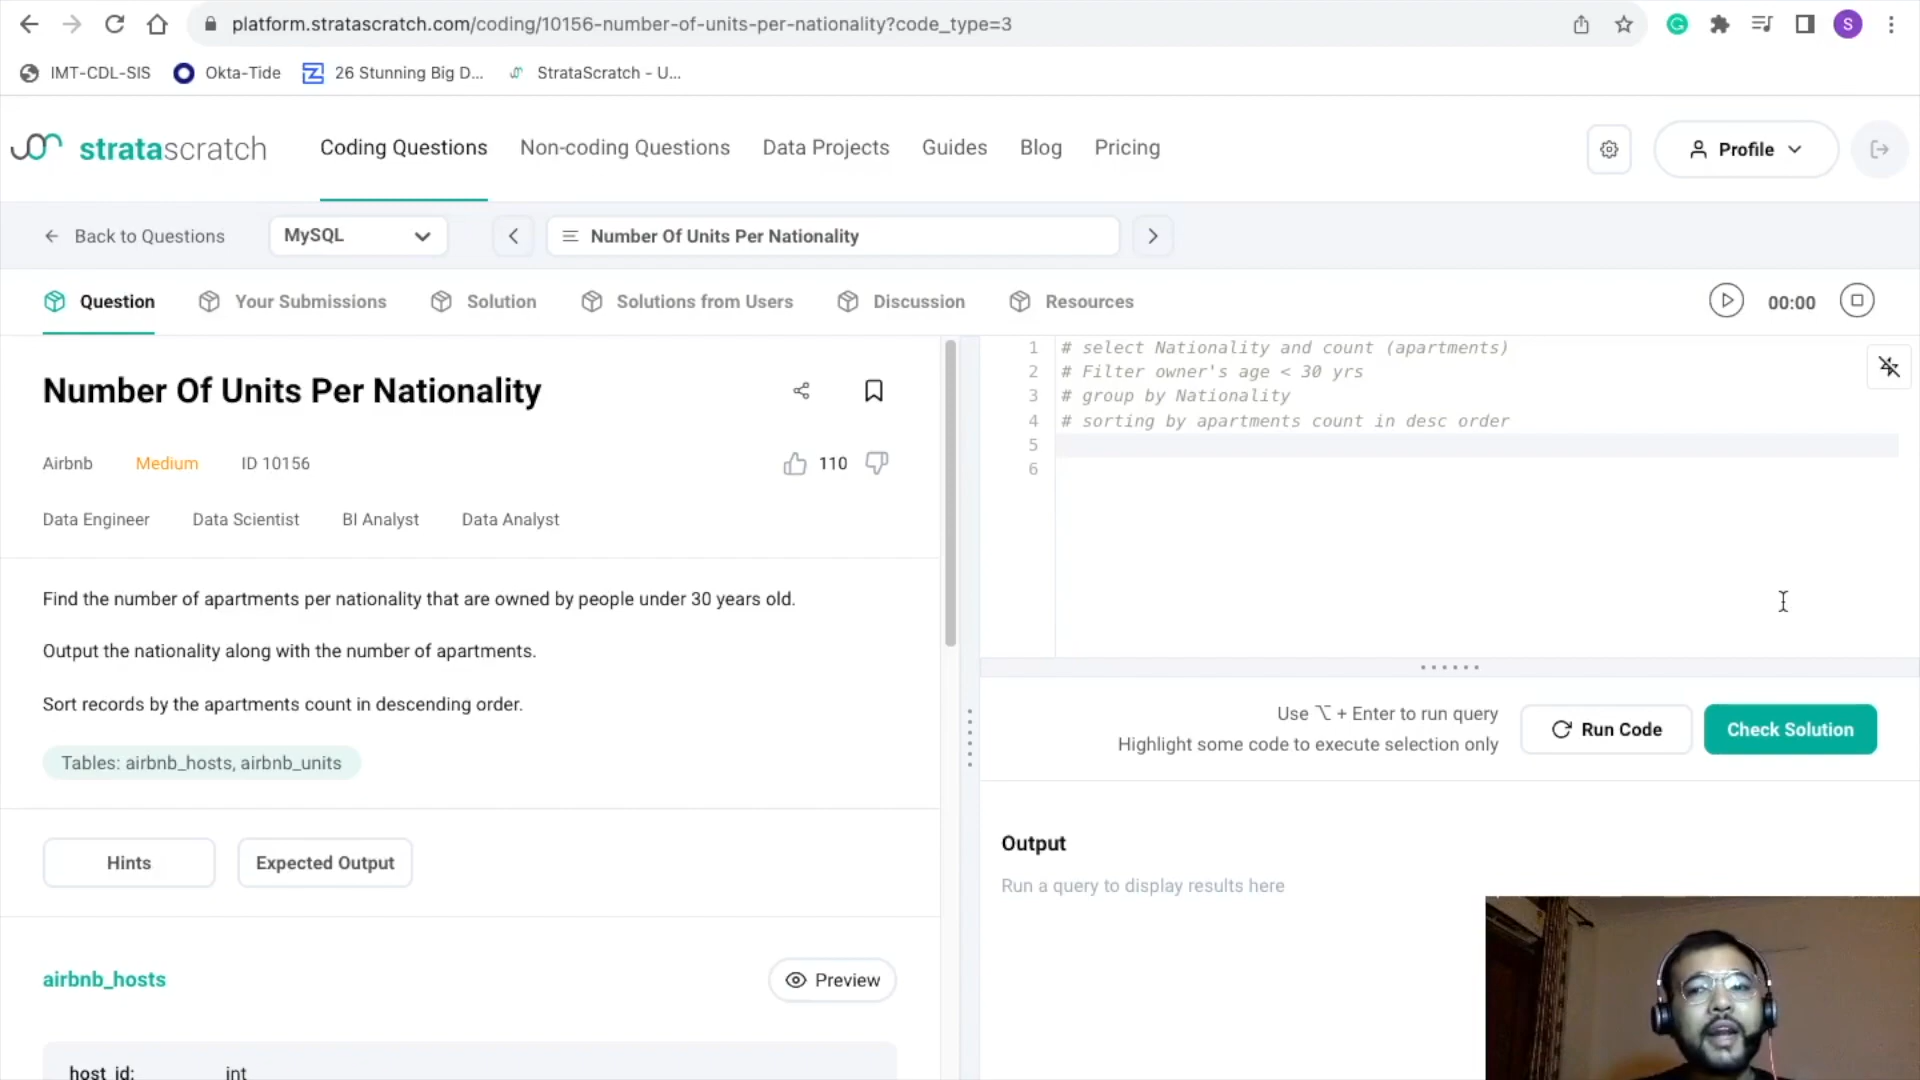 platform.stratascratch.com/coding/10156-number-of-units-per-nationality?code_type=3
S
IMT-CDL-SIS
Okta-Tide
26 Stunning Big D...
StrataScratch - U...
stratascratch
Coding Questions
Non-coding Questions
Data Projects
Guides
Blog
Pricing
Profile
Back to Questions
MySQL
Number Of Units Per Nationality
Question
Your Submissions
Solution
Solutions from Users
Discussion
Resources
00:00
Number Of Units Per Nationality
Airbnb
Medium
ID 10156
110
Data Engineer
Data Scientist
BI Analyst
Data Analyst
Find the number of apartments per nationality that are owned by people under 30 years old.
Output the nationality along with the number of apartments.
Sort records by the apartments count in descending order.
Tables: airbnb_hosts, airbnb_units
Hints
Expected Output
airbnb_hosts
Preview
host_id:
int
1 # select Nationality and count (apartments)
2 # Filter owner's age < 30 yrs
3 # group by Nationality
4 # sorting by apartments count in desc order
5
6
Use ⌥ + Enter to run query
Highlight some code to execute selection only
Run Code
Check Solution
Output
Run a query to display results here